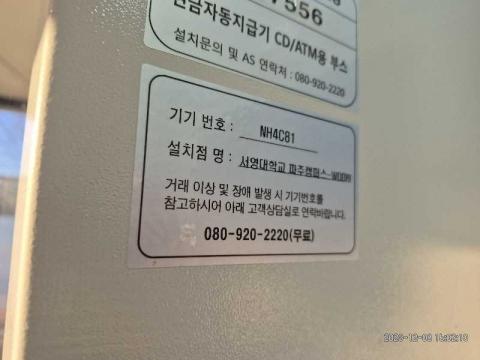 7556
현금자동지급기 CD/ATM용 부스
설치문의 및 AS 연락처 : 080-920-2220
기기 번호 : NH4C81
설치점 명 : 서영대학교 파주캠퍼스-
거래 이상 및 장애 발생 시 기기번호를
참고하시어 아래 고객상담실로 연락바랍니다.
080-920-2220(무료)